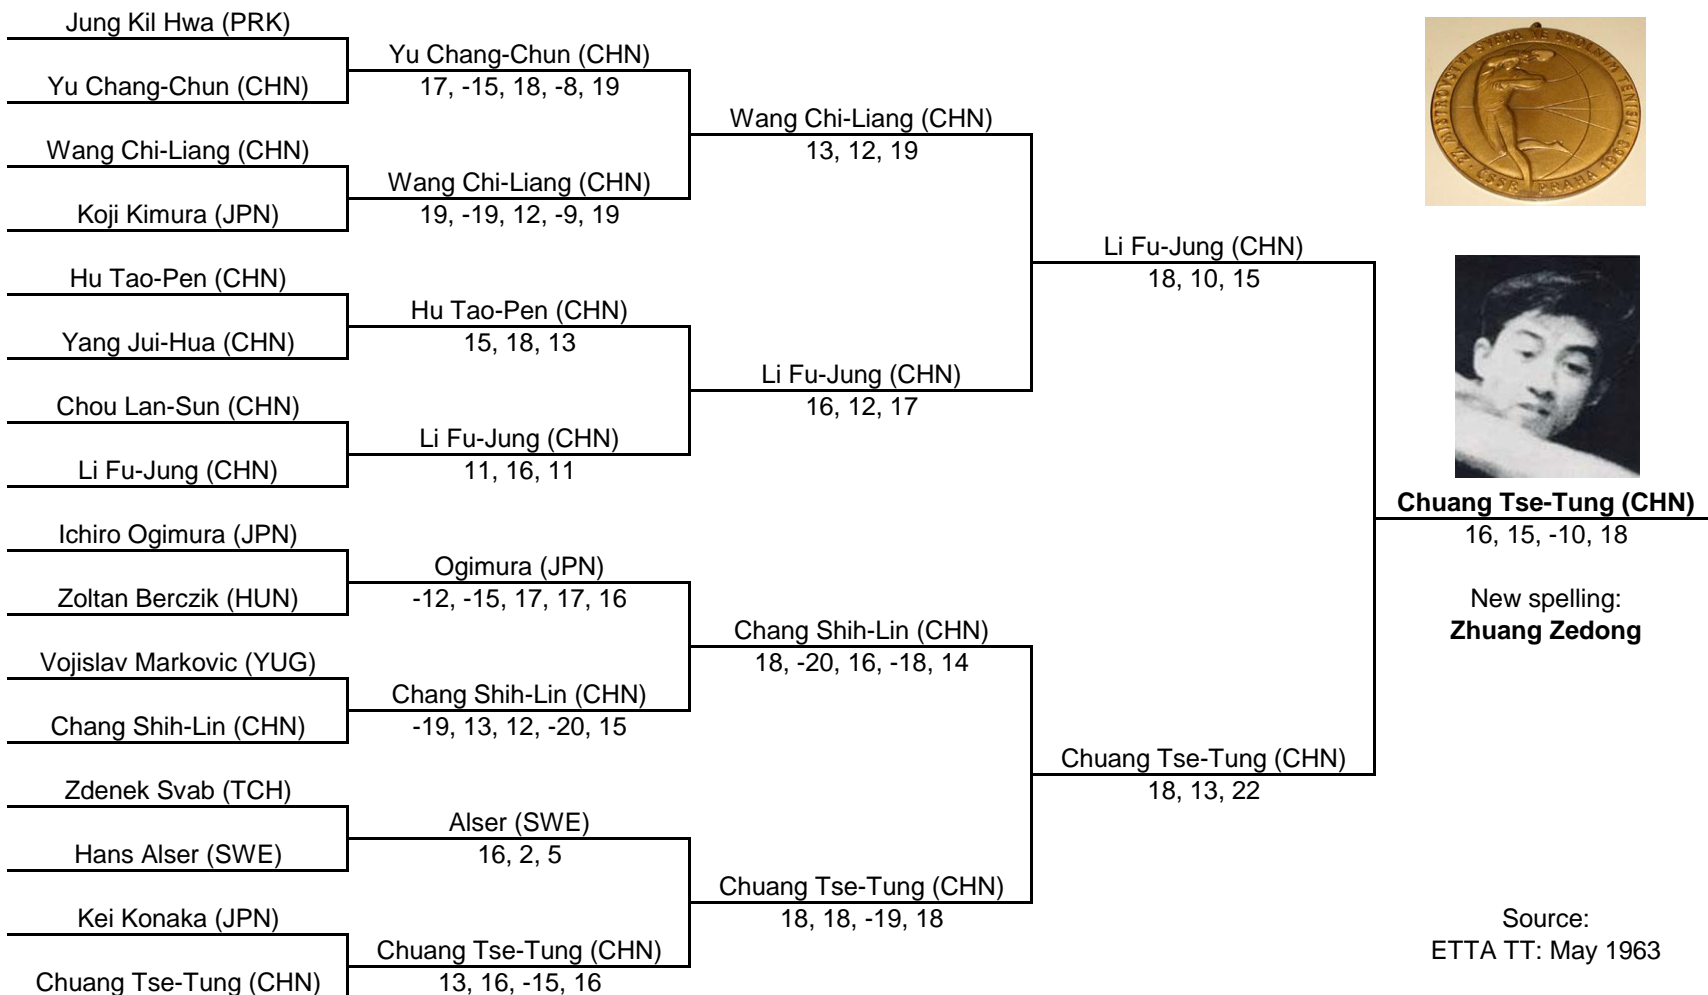 Jung Kil Hwa (PRK)
Yu Chang-Chun (CHN)
Wang Chi-Liang (CHN)
Koji Kimura (JPN)
Hu Tao-Pen (CHN)
Yang Jui-Hua (CHN)
Chou Lan-Sun (CHN)
Li Fu-Jung (CHN)
Ichiro Ogimura (JPN)
Zoltan Berczik (HUN)
Vojislav Markovic (YUG)
Chang Shih-Lin (CHN)
Zdenek Svab (TCH)
Hans Alser (SWE)
Kei Konaka (JPN)
Chuang Tse-Tung (CHN)
Yu Chang-Chun (CHN)
17, -15, 18, -8, 19
Wang Chi-Liang (CHN)
19, -19, 12, -9, 19
Hu Tao-Pen (CHN)
15, 18, 13
Li Fu-Jung (CHN)
11, 16, 11
Ogimura (JPN)
-12, -15, 17, 17, 16
Chang Shih-Lin (CHN)
-19, 13, 12, -20, 15
Alser (SWE)
16, 2, 5
Chuang Tse-Tung (CHN)
13, 16, -15, 16
Wang Chi-Liang (CHN)
13, 12, 19
Li Fu-Jung (CHN)
16, 12, 17
Chang Shih-Lin (CHN)
18, -20, 16, -18, 14
Chuang Tse-Tung (CHN)
18, 18, -19, 18
Li Fu-Jung (CHN)
18, 10, 15
Chuang Tse-Tung (CHN)
18, 13, 22
27. MISTROVSTVÍ SVĚTA VE STOLNÍM TENISU
ČSSR PRAHA 1963
Chuang Tse-Tung (CHN)
16, 15, -10, 18
New spelling:
Zhuang Zedong
Source:
ETTA TT: May 1963